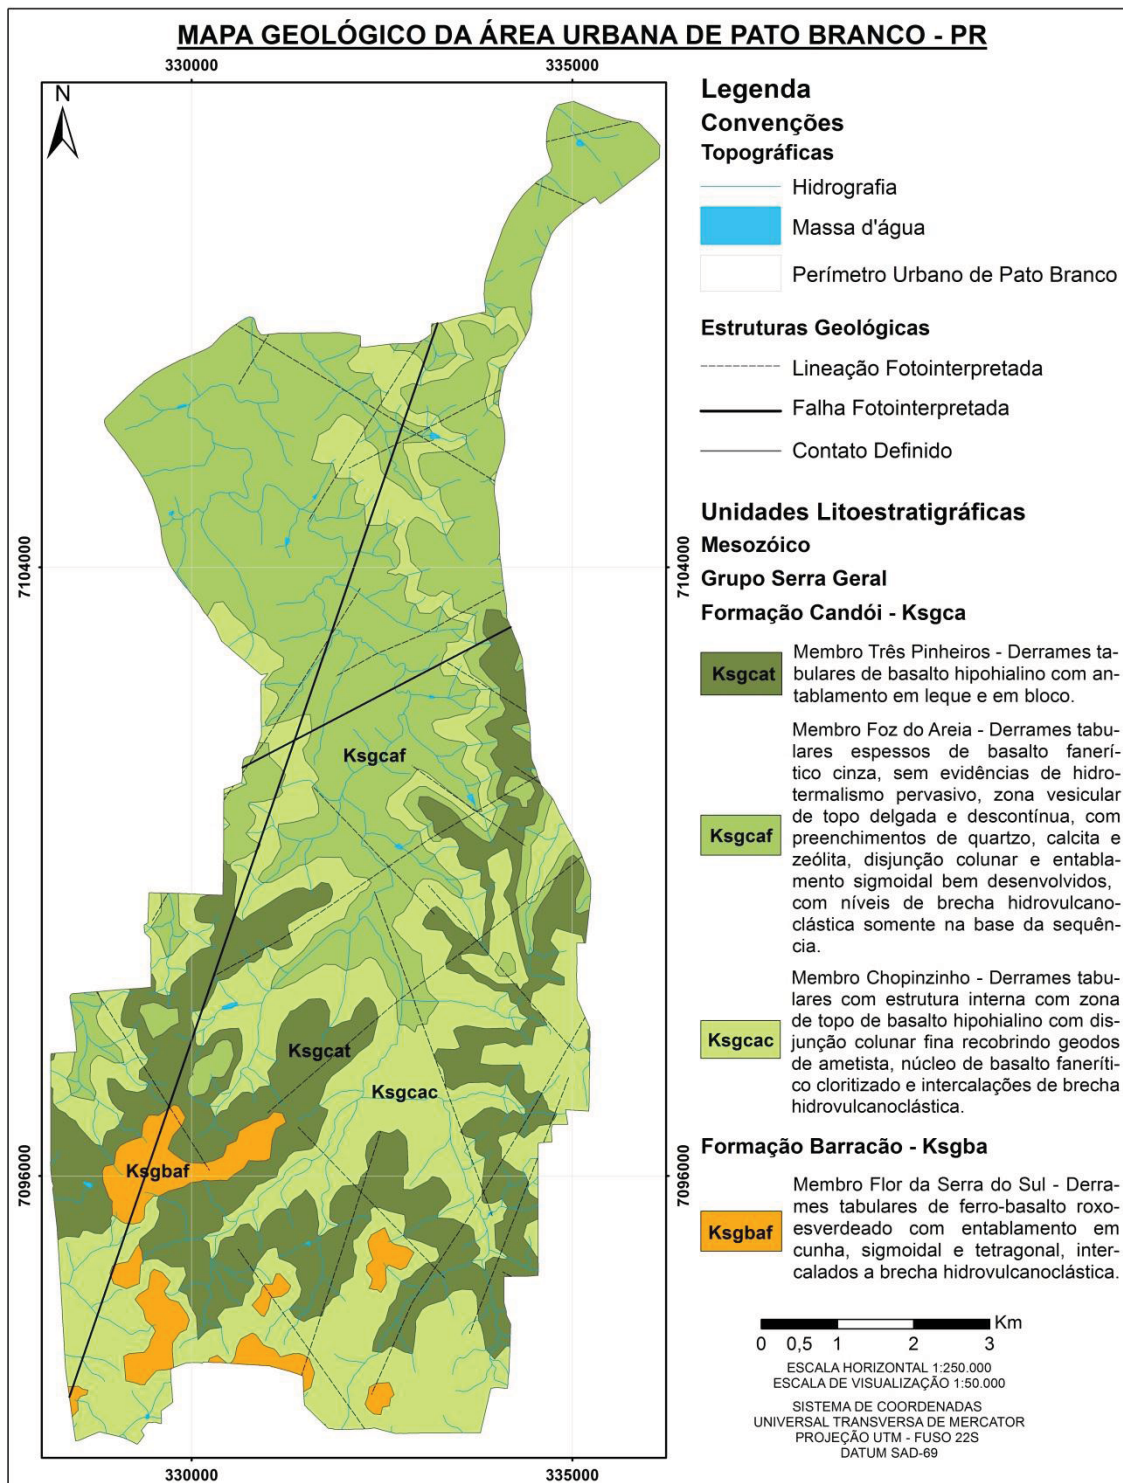 MAPA GEOLÓGICO DA ÁREA URBANA DE PATO BRANCO - PR
330000
335000
N
7104000
7104000
7096000
7096000
Ksgcaf
Ksgcat
Ksgcac
Ksgbaf
330000
335000
Legenda
Convenções
Topográficas
Hidrografia
Massa d'água
Perímetro Urbano de Pato Branco
Estruturas Geológicas
Lineação Fotointerpretada
Falha Fotointerpretada
Contato Definido
Unidades Litoestratigráficas
Mesozóico
Grupo Serra Geral
Formação Candói - Ksgca
Ksgcat
Membro Três Pinheiros - Derrames ta-
bulares de basalto hipohialino com an-
tablamento em leque e em bloco.
Ksgcaf
Membro Foz do Areia - Derrames tabu-
lares espessos de basalto fanerí-
tico cinza, sem evidências de hidro-
termalismo pervasivo, zona vesicular
de topo delgada e descontínua, com
preenchimentos de quartzo, calcita e
zeólita, disjunção colunar e entabla-
mento sigmoidal bem desenvolvidos,
com níveis de brecha hidrovulcano-
clástica somente na base da sequên-
cia.
Ksgcac
Membro Chopinzinho - Derrames tabu-
lares com estrutura interna com zona
de topo de basalto hipohialino com dis-
junção colunar fina recobrindo geodos
de ametista, núcleo de basalto faneríti-
co cloritizado e intercalações de brecha
hidrovulcanoclástica.
Formação Barracão - Ksgba
Ksgbaf
Membro Flor da Serra do Sul - Derra-
mes tabulares de ferro-basalto roxo-
esverdeado com entablamento em
cunha, sigmoidal e tetragonal, inter-
calados a brecha hidrovulcanoclástica.
Km
0 0,5 1 2 3
ESCALA HORIZONTAL 1:250.000
ESCALA DE VISUALIZAÇÃO 1:50.000
SISTEMA DE COORDENADAS
UNIVERSAL TRANSVERSA DE MERCATOR
PROJEÇÃO UTM - FUSO 22S
DATUM SAD-69